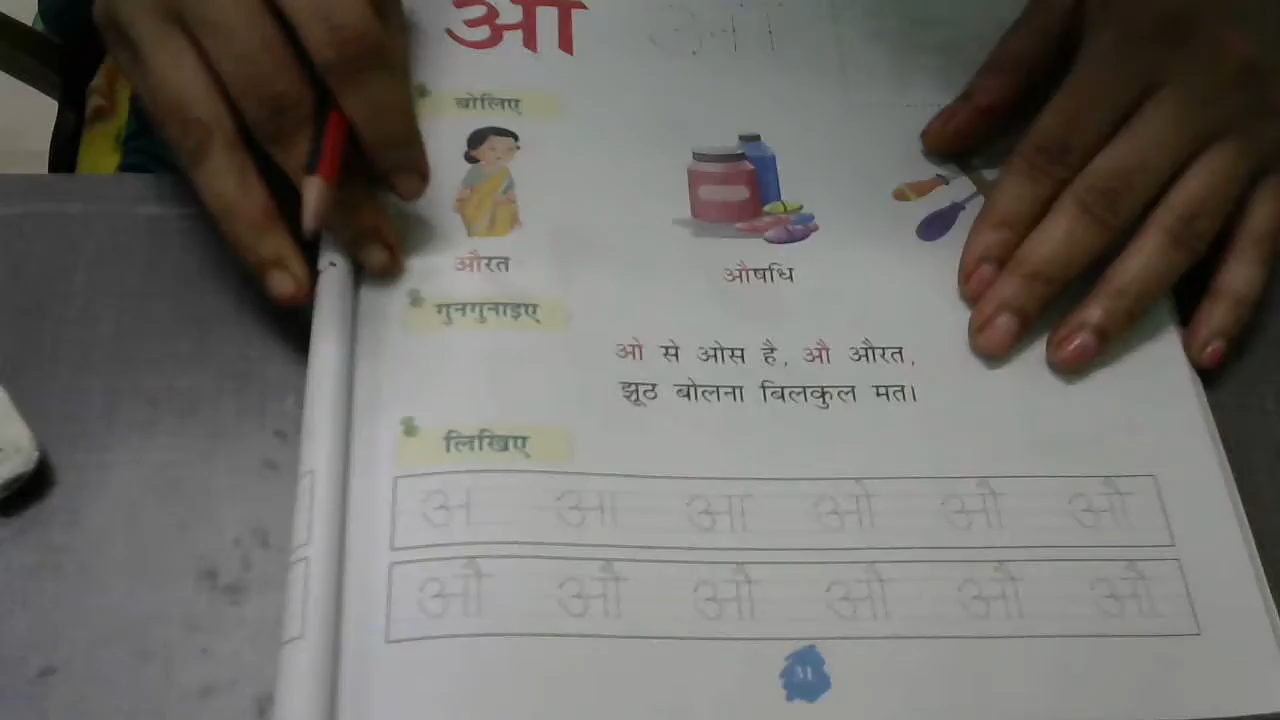 बोलिए
औरत
औषधि
गुनगुनाइए
ओ से ओस है, औ औरत,
झूठ बोलना बिलकुल मत।
लिखिए
अ आ आ ओ औ औ
औ औ औ औ औ औ